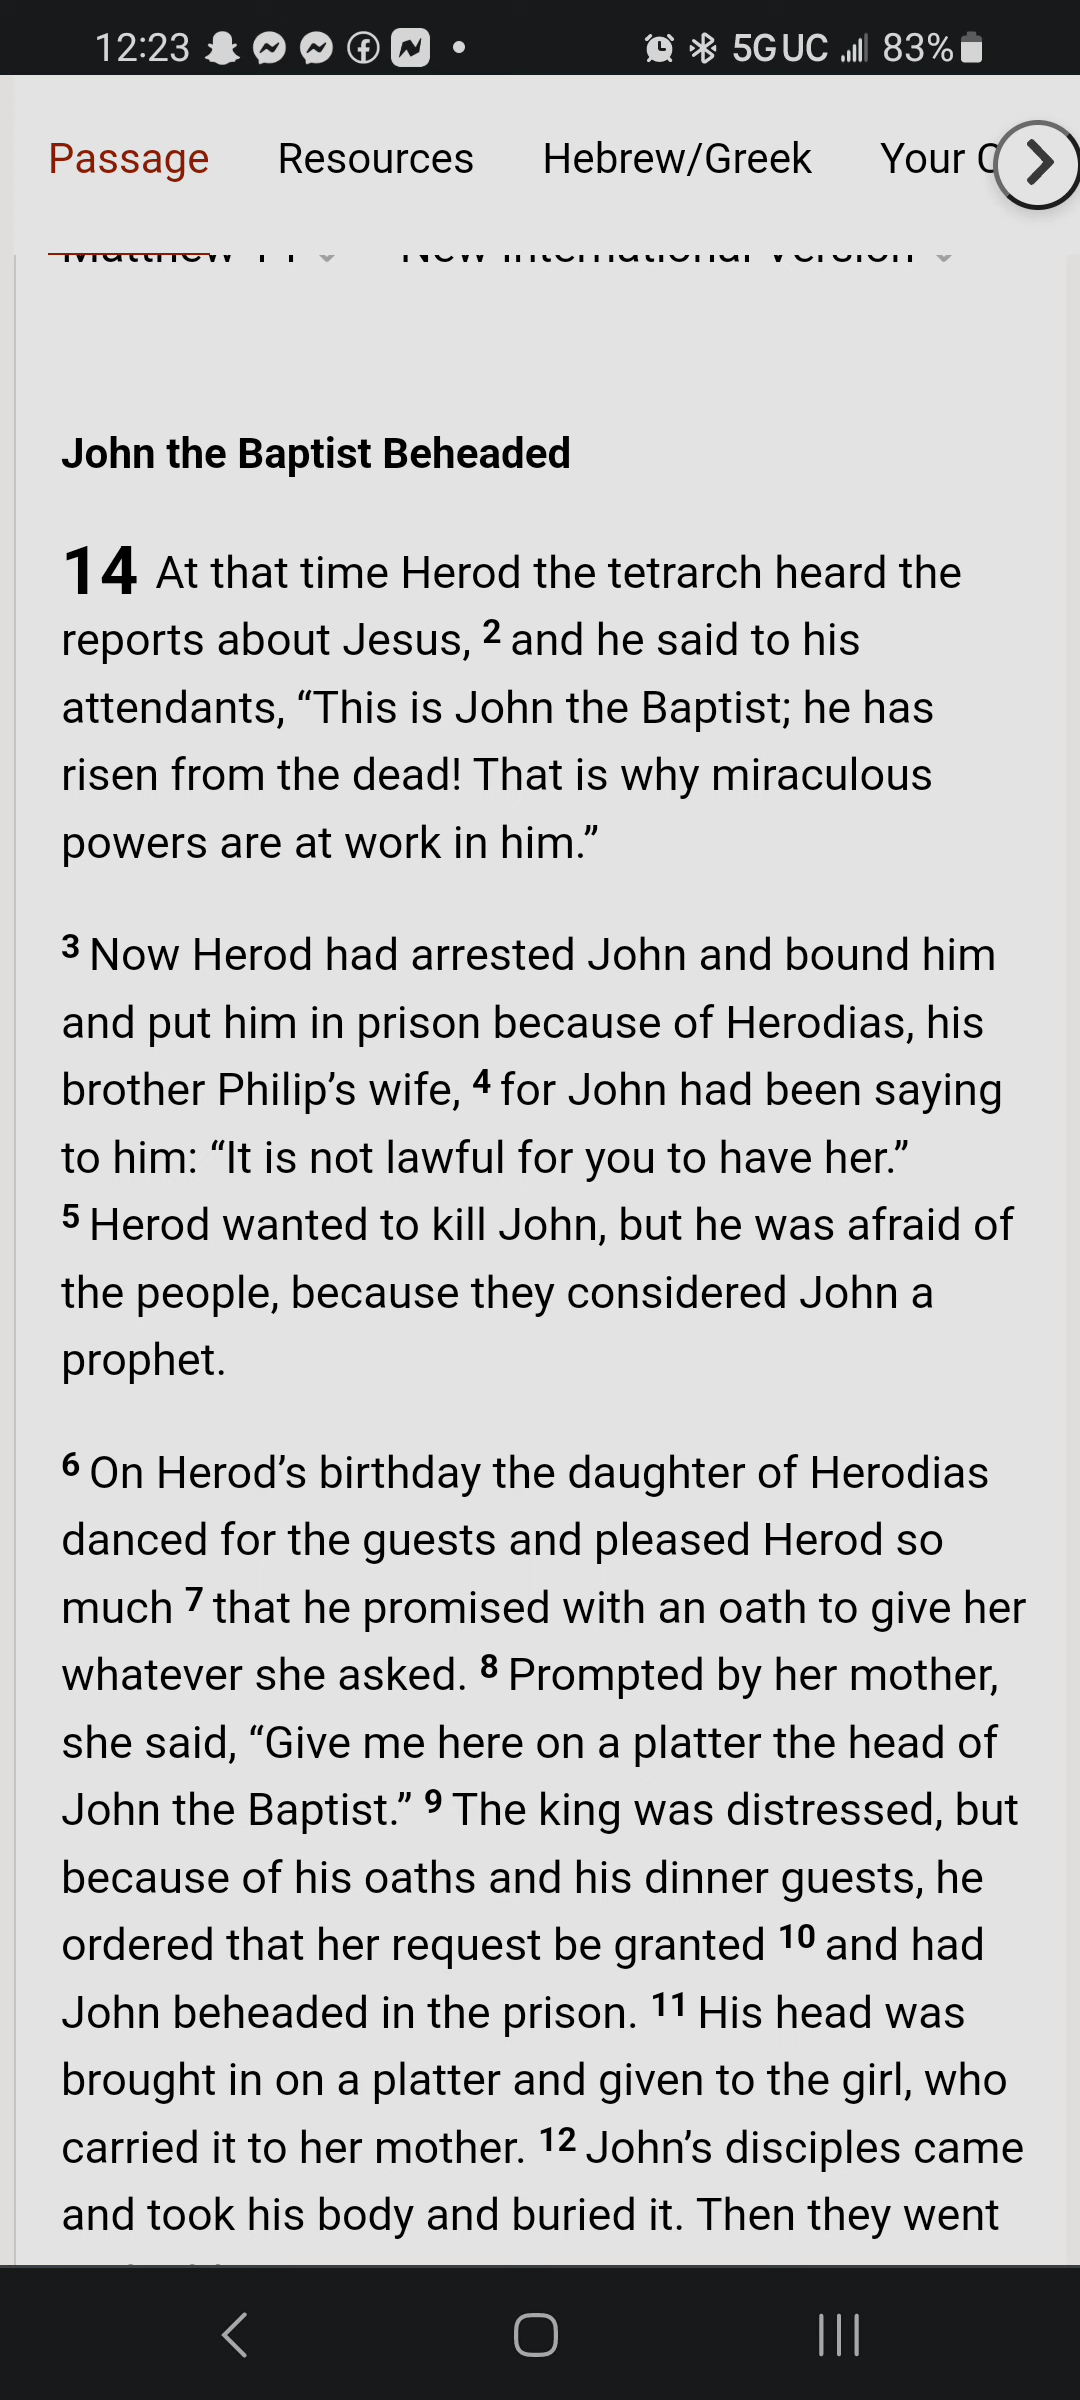 12:23 5G UC 83%
Passage Resources Hebrew/Greek Your
Matthew 14 New International Version
John the Baptist Beheaded
14 At that time Herod the tetrarch heard the
reports about Jesus, 2 and he said to his
attendants, “This is John the Baptist; he has
risen from the dead! That is why miraculous
powers are at work in him.”
3 Now Herod had arrested John and bound him
and put him in prison because of Herodias, his
brother Philip’s wife, 4 for John had been saying
to him: “It is not lawful for you to have her.”
5 Herod wanted to kill John, but he was afraid of
the people, because they considered John a
prophet.
6 On Herod’s birthday the daughter of Herodias
danced for the guests and pleased Herod so
much 7 that he promised with an oath to give her
whatever she asked. 8 Prompted by her mother,
she said, “Give me here on a platter the head of
John the Baptist.” 9 The king was distressed, but
because of his oaths and his dinner guests, he
ordered that her request be granted 10 and had
John beheaded in the prison. 11 His head was
brought in on a platter and given to the girl, who
carried it to her mother. 12 John’s disciples came
and took his body and buried it. Then they went